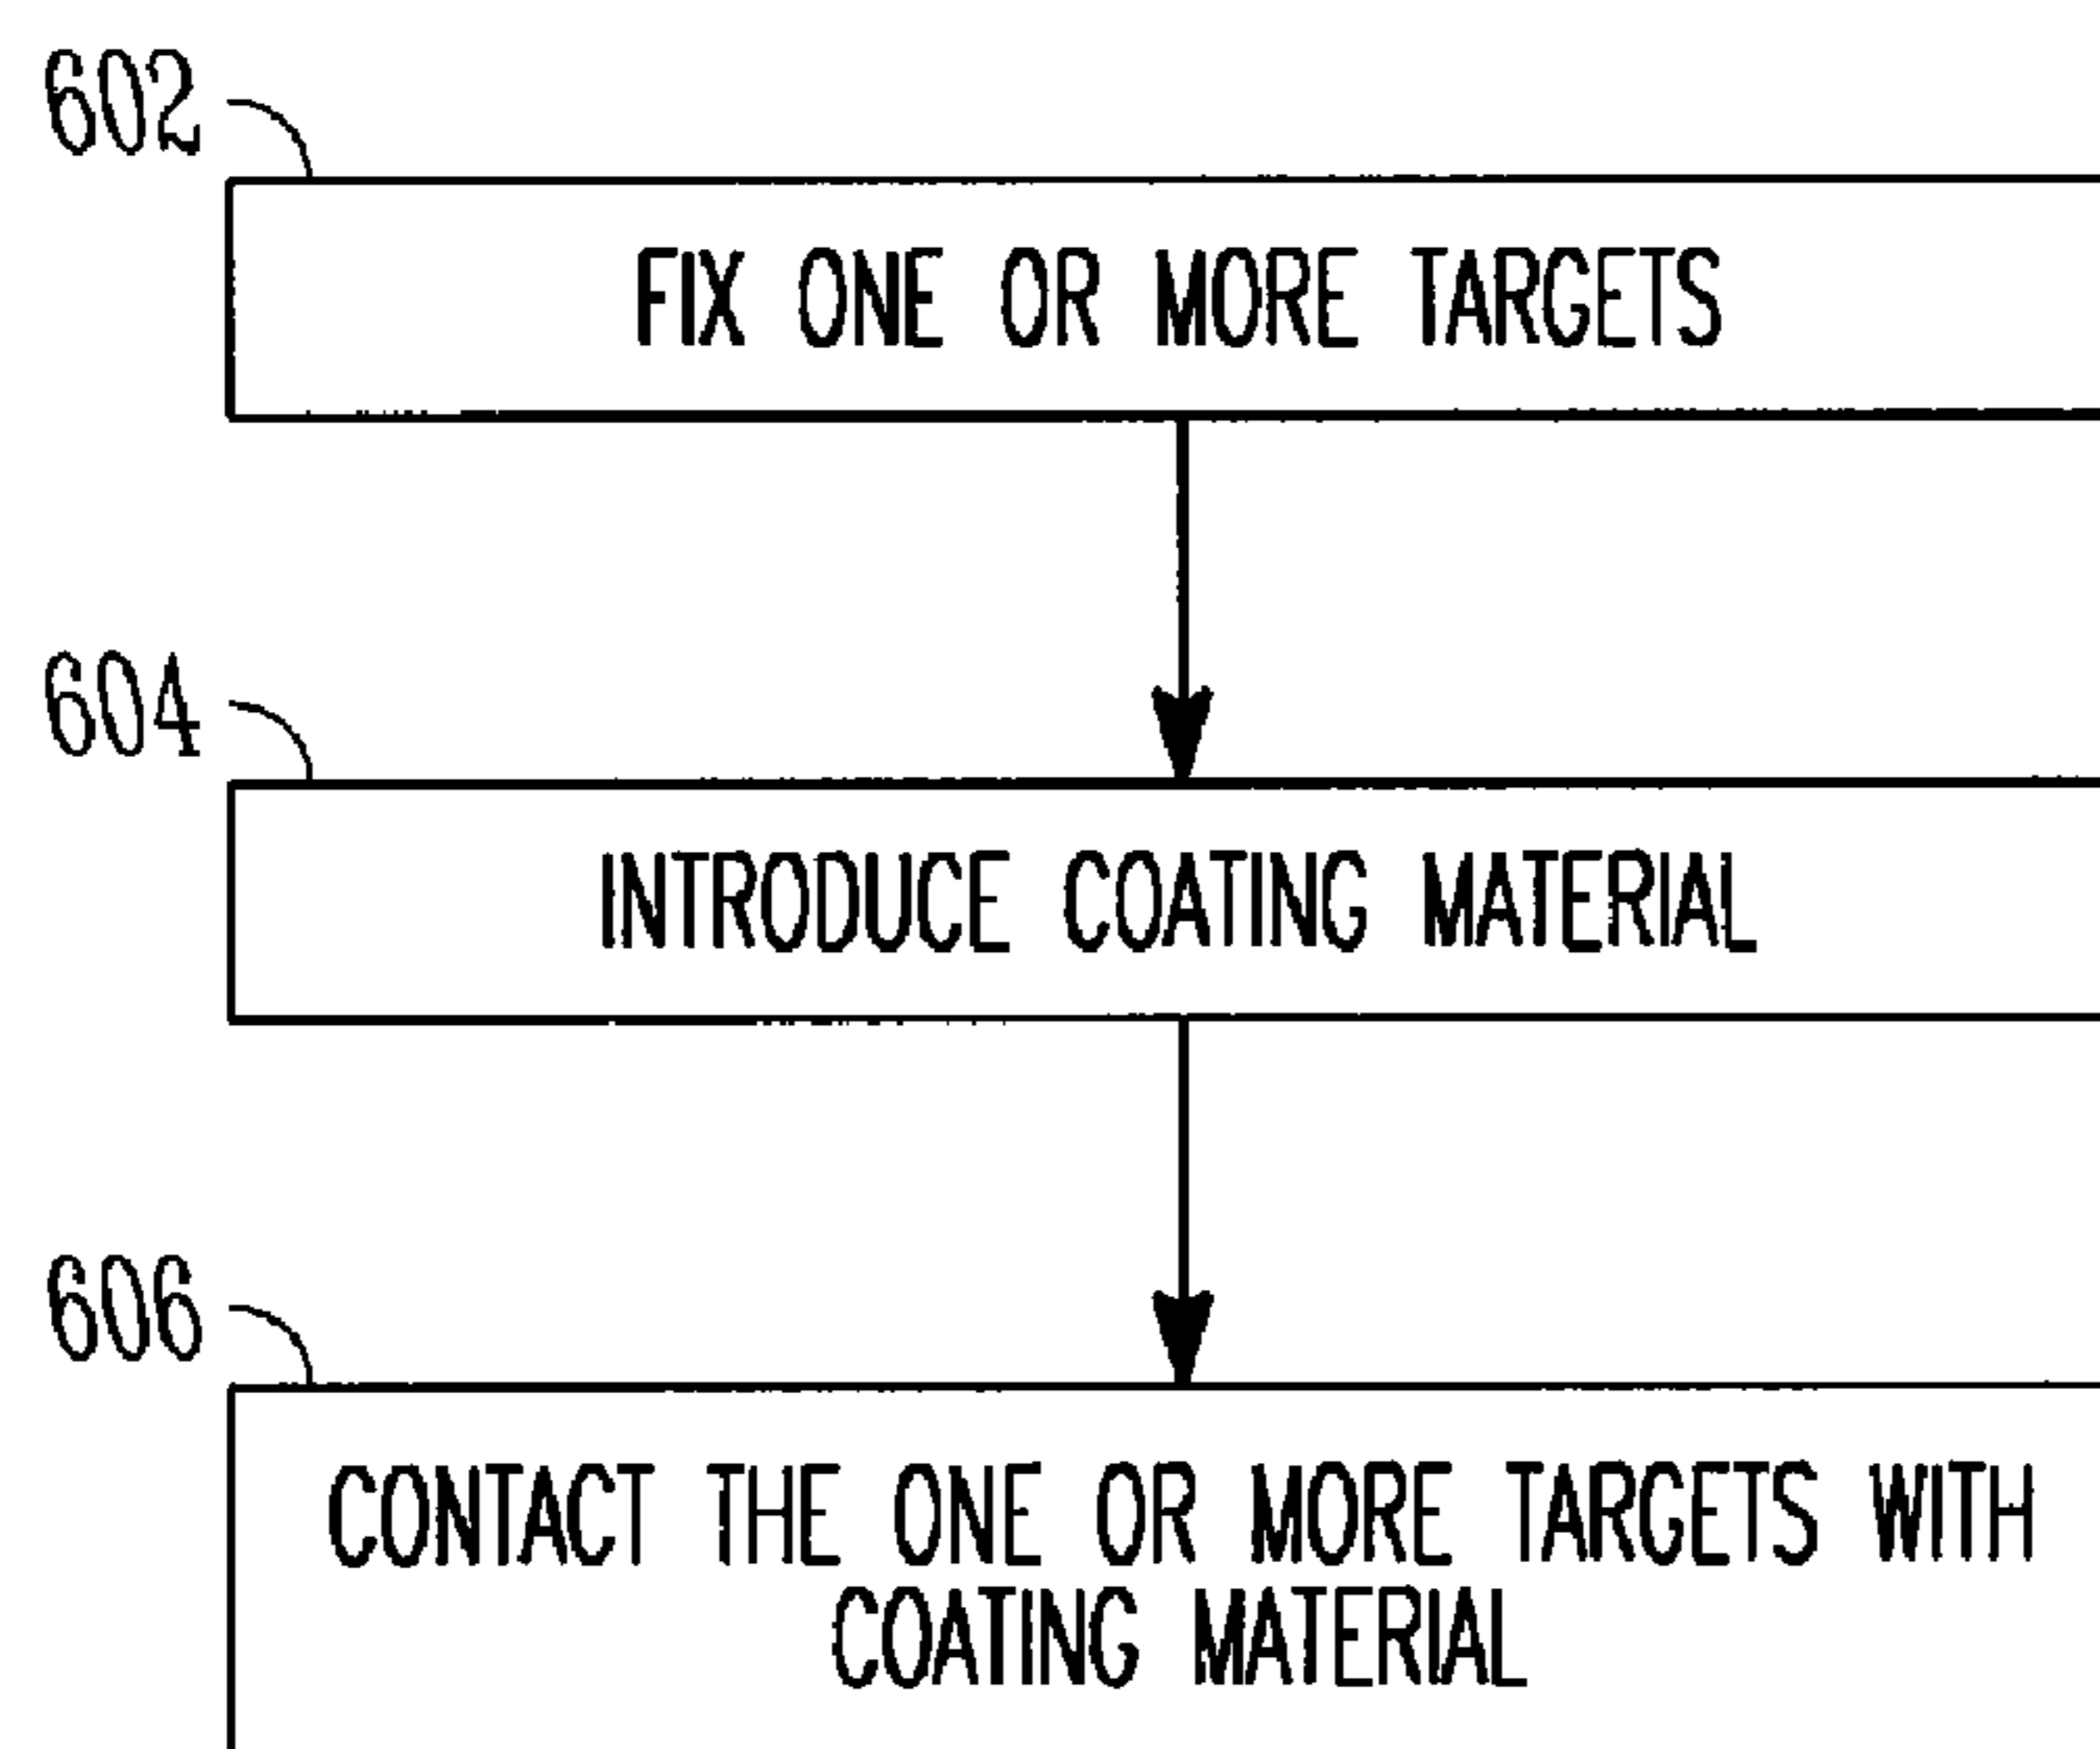 602
FIX ONE OR MORE TARGETS
604
INTRODUCE COATING MATERIAL
606
CONTACT THE ONE OR MORE TARGETS WITH
COATING MATERIAL